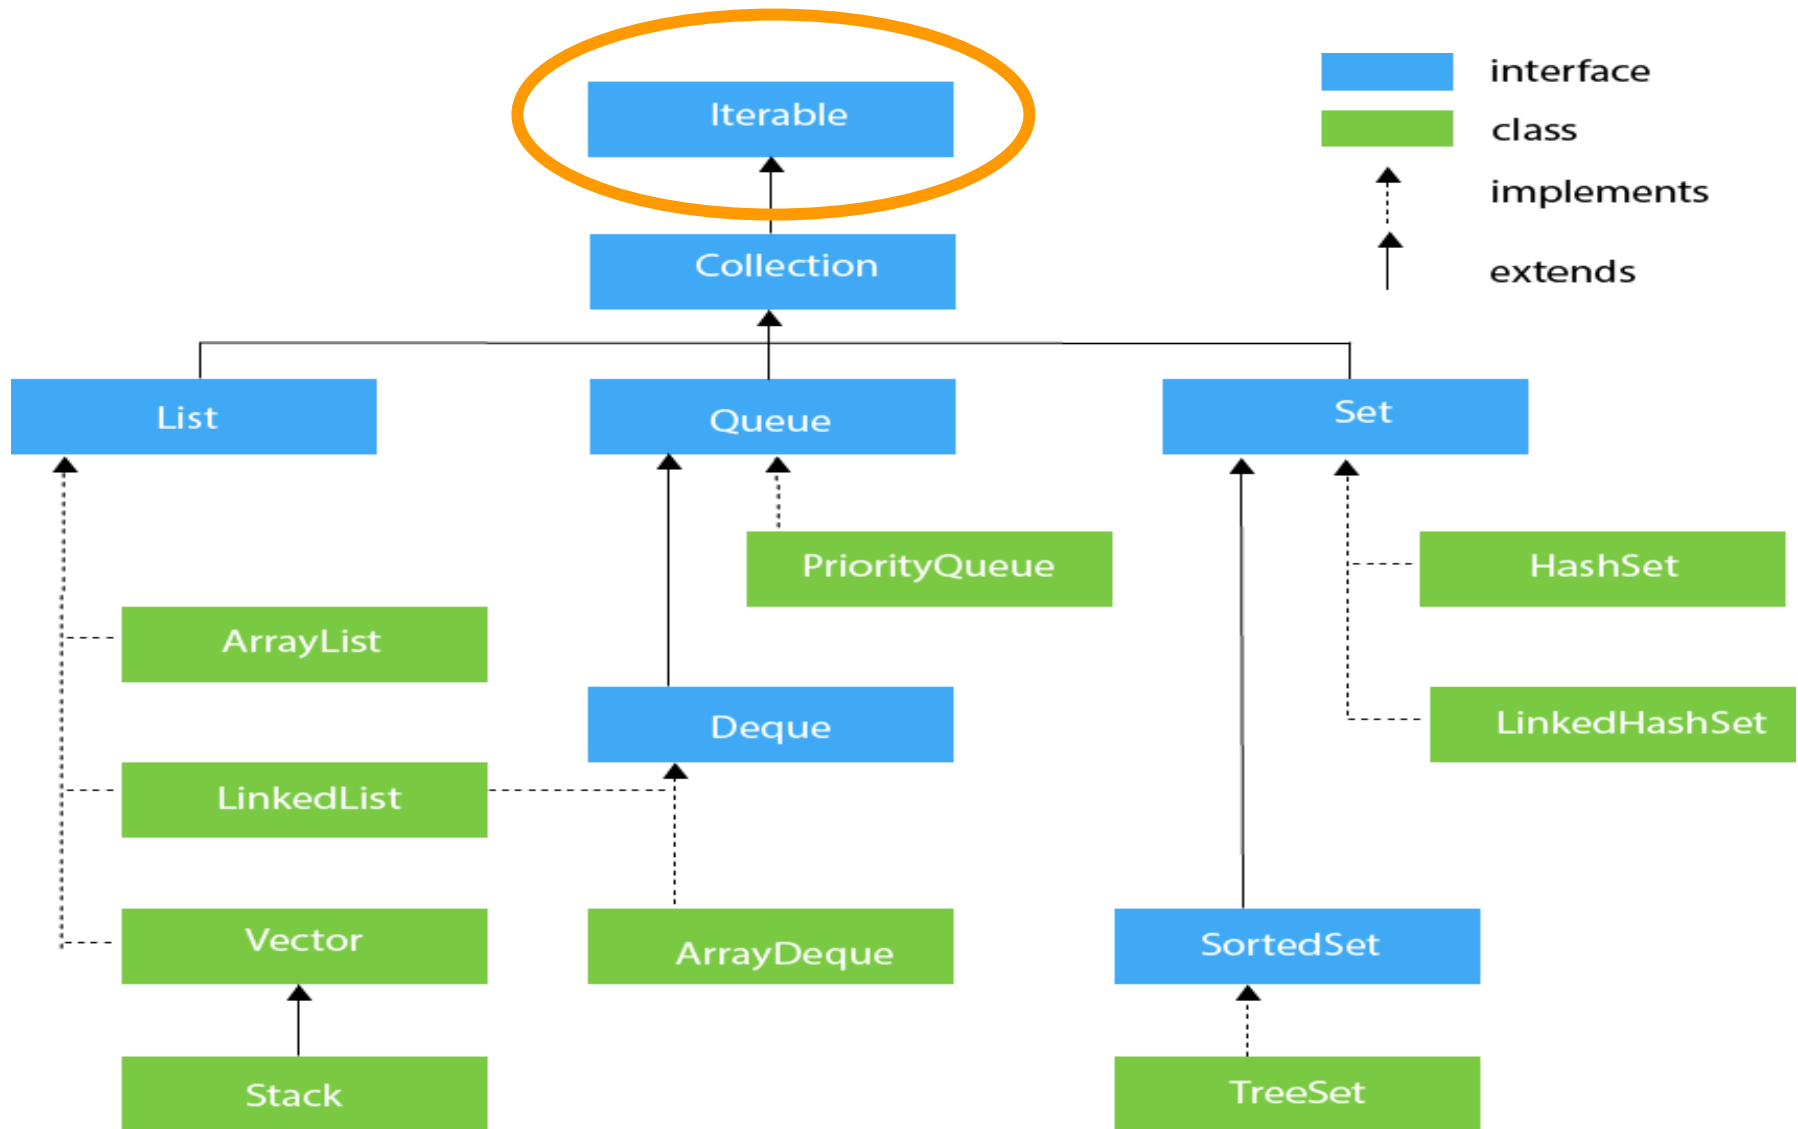 Iterable
interface
class
implements
extends
Collection
List
Queue
Set
PriorityQueue
HashSet
ArrayList
Deque
LinkedHashSet
LinkedList
Vector
ArrayDeque
SortedSet
Stack
TreeSet